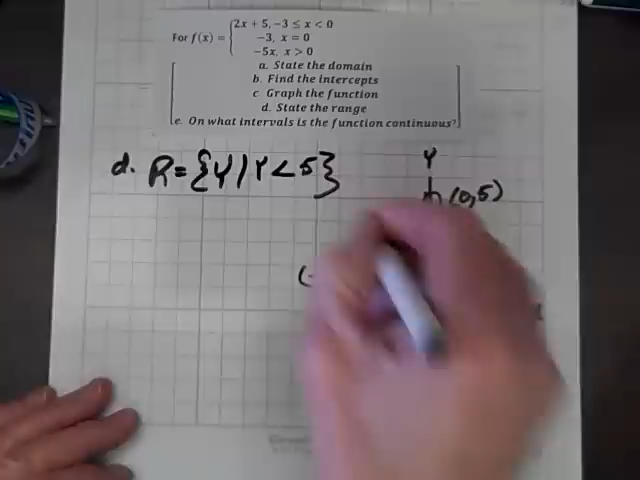 For f(x) = { 2x + 5, −3 ≤ x < 0
−3, x = 0
−5x, x > 0
a. State the domain
b. Find the intercepts
c Graph the function
d. State the range
e. On what intervals is the function continuous?
d. R = {Y | Y < 5}
Y
(0,5)
(-